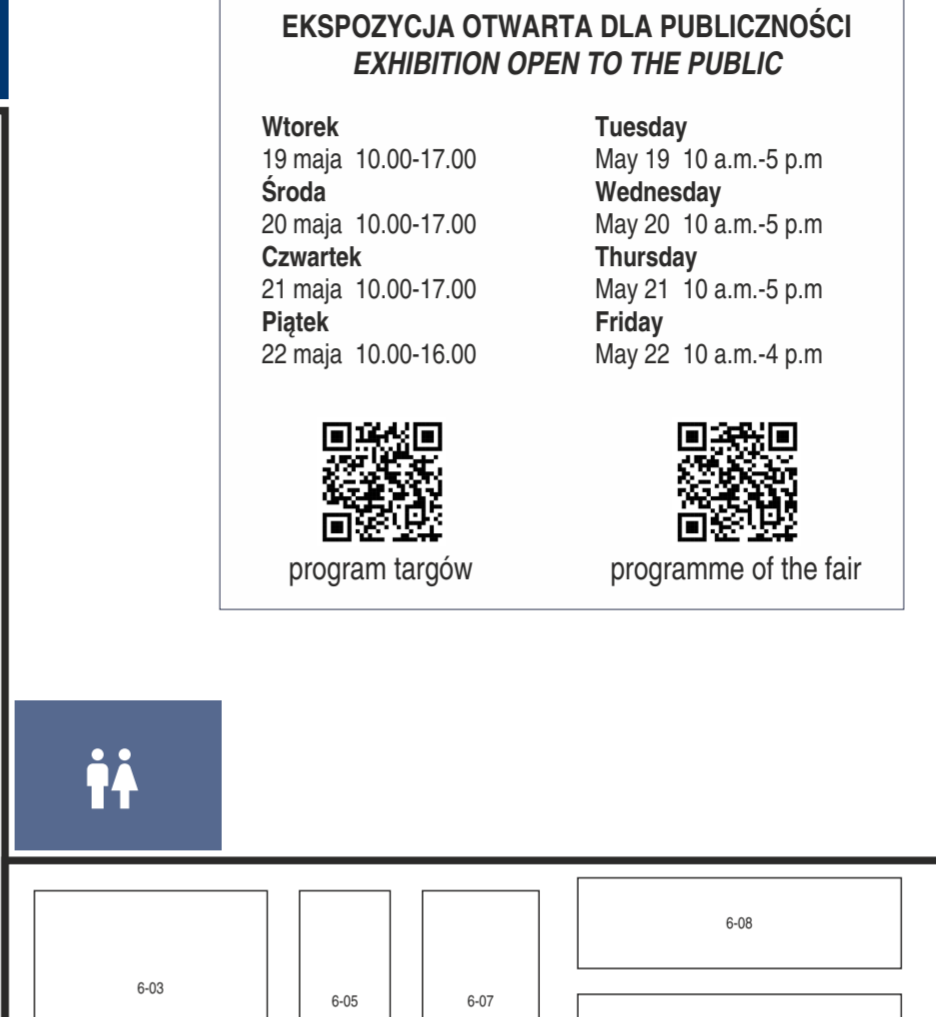 EKSPOZYCJA OTWARTA DLA PUBLICZNOŚCI
EXHIBITION OPEN TO THE PUBLIC
Wtorek
19 maja 10.00-17.00
Środa
20 maja 10.00-17.00
Czwartek
21 maja 10.00-17.00
Piątek
22 maja 10.00-16.00
Tuesday
May 19 10 a.m.-5 p.m
Wednesday
May 20 10 a.m.-5 p.m
Thursday
May 21 10 a.m.-5 p.m
Friday
May 22 10 a.m.-4 p.m
program targów
programme of the fair
6-03
6-05
6-07
6-08